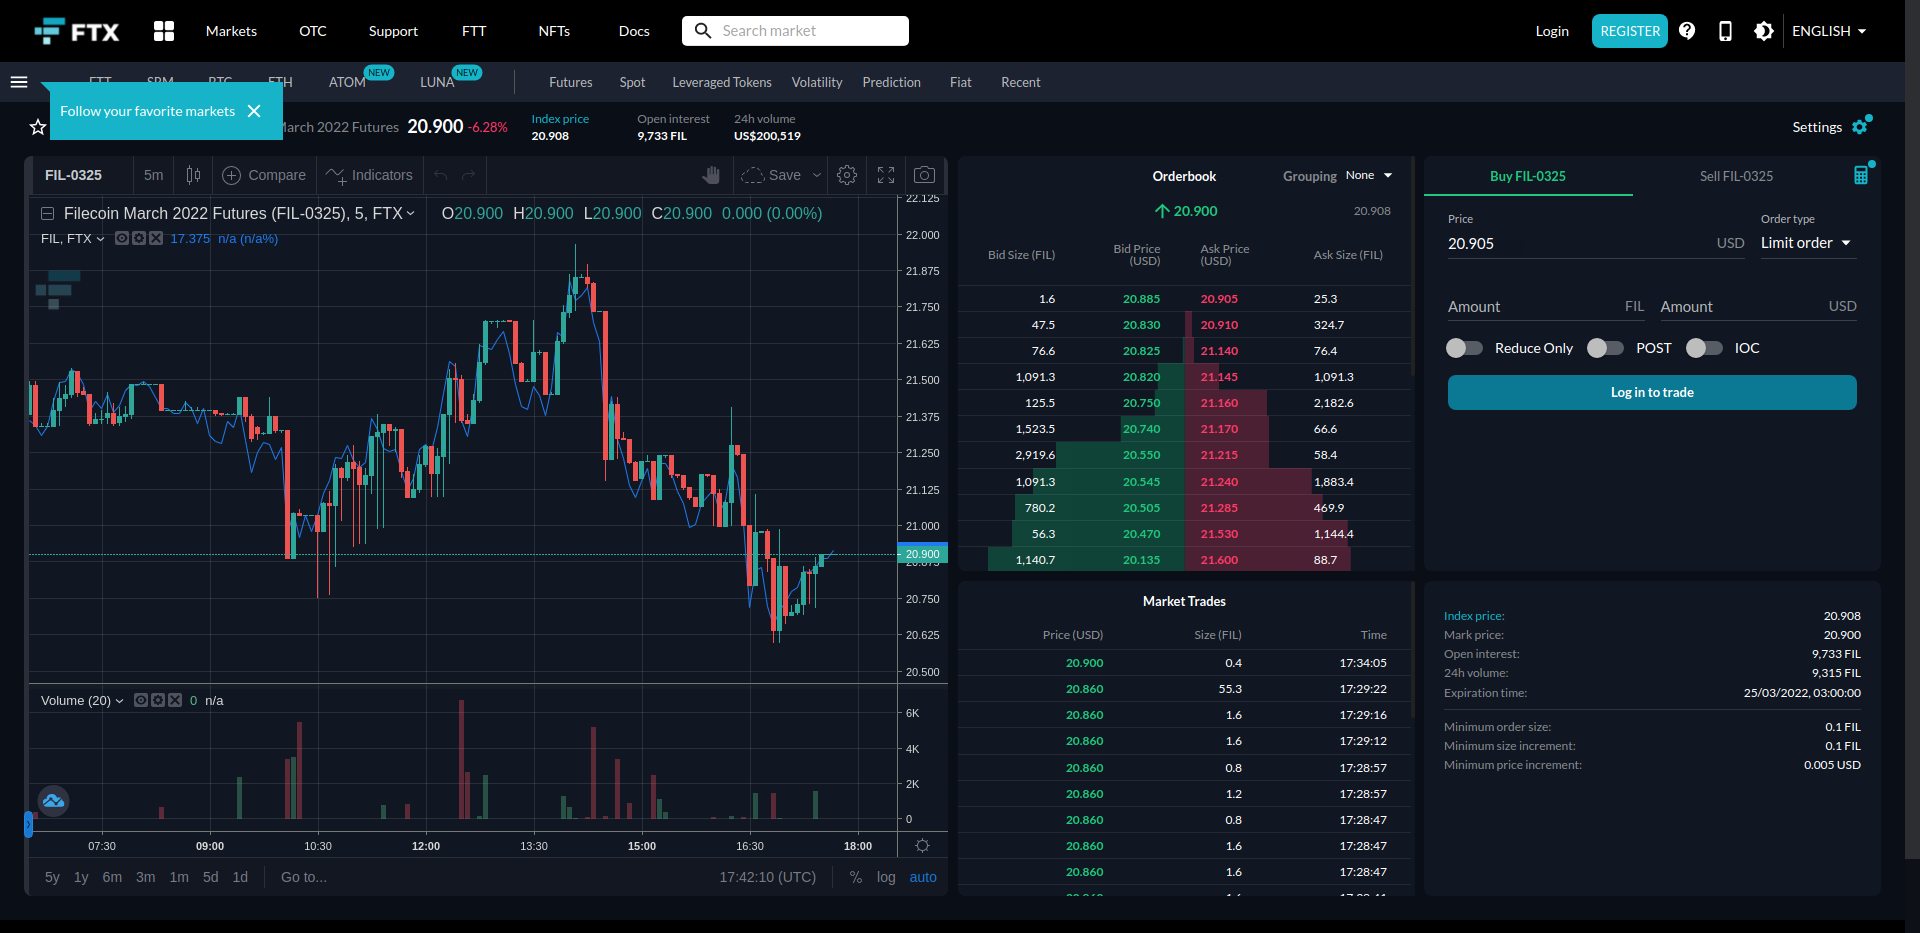 FTX
Markets
OTC
Support
FTT
NFTs
Docs
Search market
Login
REGISTER
ENGLISH
ATOM NEW
LUNA NEW
Futures
Spot
Leveraged Tokens
Volatility
Prediction
Fiat
Recent
Follow your favorite markets
March 2022 Futures
20.900 -6.28%
Index price
20.908
Open interest
9,733 FIL
24h volume
US$200,519
Settings
FIL-0325
5m
Compare
Indicators
Save
Filecoin March 2022 Futures (FIL-0325), 5, FTX
O20.900 H20.900 L20.900 C20.900 0.000 (0.00%)
FIL, FTX
17.375 n/a (n/a%)
22.125
22.000
21.875
21.750
21.625
21.500
21.375
21.250
21.125
21.000
20.900
20.875
20.750
20.625
20.500
Volume (20)
0 n/a
6K
4K
2K
0
07:30 09:00 10:30 12:00 13:30 15:00 16:30 18:00
5y 1y 6m 3m 1m 5d 1d Go to...
17:42:10 (UTC) % log auto
Orderbook
Grouping None
20.900
20.908
Bid Size (FIL) Bid Price (USD) Ask Price (USD) Ask Size (FIL)
1.6 20.885 20.905 25.3
47.5 20.830 20.910 324.7
76.6 20.825 21.140 76.4
1,091.3 20.820 21.145 1,091.3
125.5 20.750 21.160 2,182.6
1,523.5 20.740 21.170 66.6
2,919.6 20.550 21.215 58.4
1,091.3 20.545 21.240 1,883.4
780.2 20.505 21.285 469.9
56.3 20.470 21.530 1,144.4
1,140.7 20.135 21.600 88.7
Market Trades
Price (USD) Size (FIL) Time
20.900 0.4 17:34:05
20.860 55.3 17:29:22
20.860 1.6 17:29:16
20.860 1.6 17:29:12
20.860 0.8 17:28:57
20.860 1.2 17:28:57
20.860 0.8 17:28:47
20.860 1.6 17:28:47
20.860 1.6 17:28:47
Buy FIL-0325
Sell FIL-0325
Price
20.905 USD
Order type
Limit order
Amount FIL
Amount USD
Reduce Only
POST
IOC
Log in to trade
Index price: 20.908
Mark price: 20.900
Open interest: 9,733 FIL
24h volume: 9,315 FIL
Expiration time: 25/03/2022, 03:00:00
Minimum order size: 0.1 FIL
Minimum size increment: 0.1 FIL
Minimum price increment: 0.005 USD